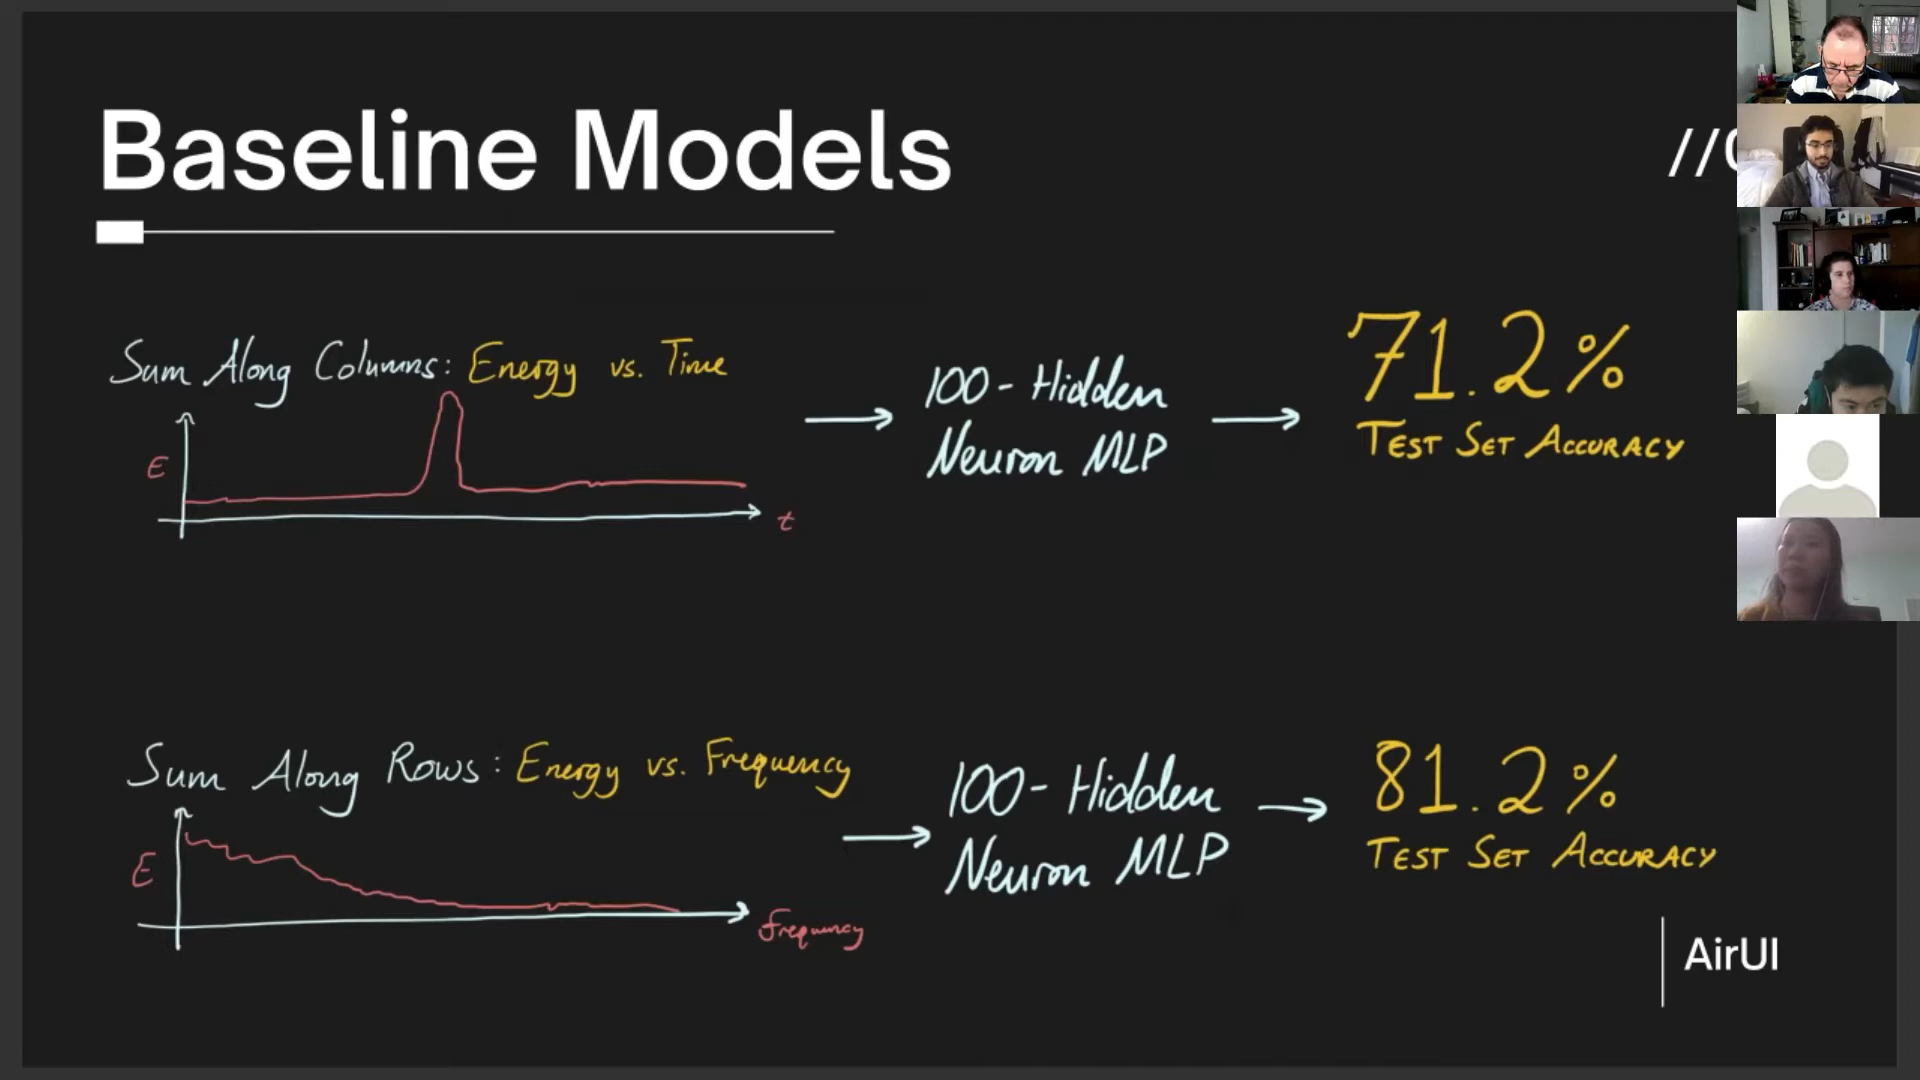 Baseline Models
//
Sum Along Columns: Energy vs. Time
E
t
100-Hidden
Neuron MLP
71.2%
TEST SET ACCURACY
Sum Along Rows: Energy vs. Frequency
E
frequency
100-Hidden
Neuron MLP
81.2%
TEST SET ACCURACY
AirUI